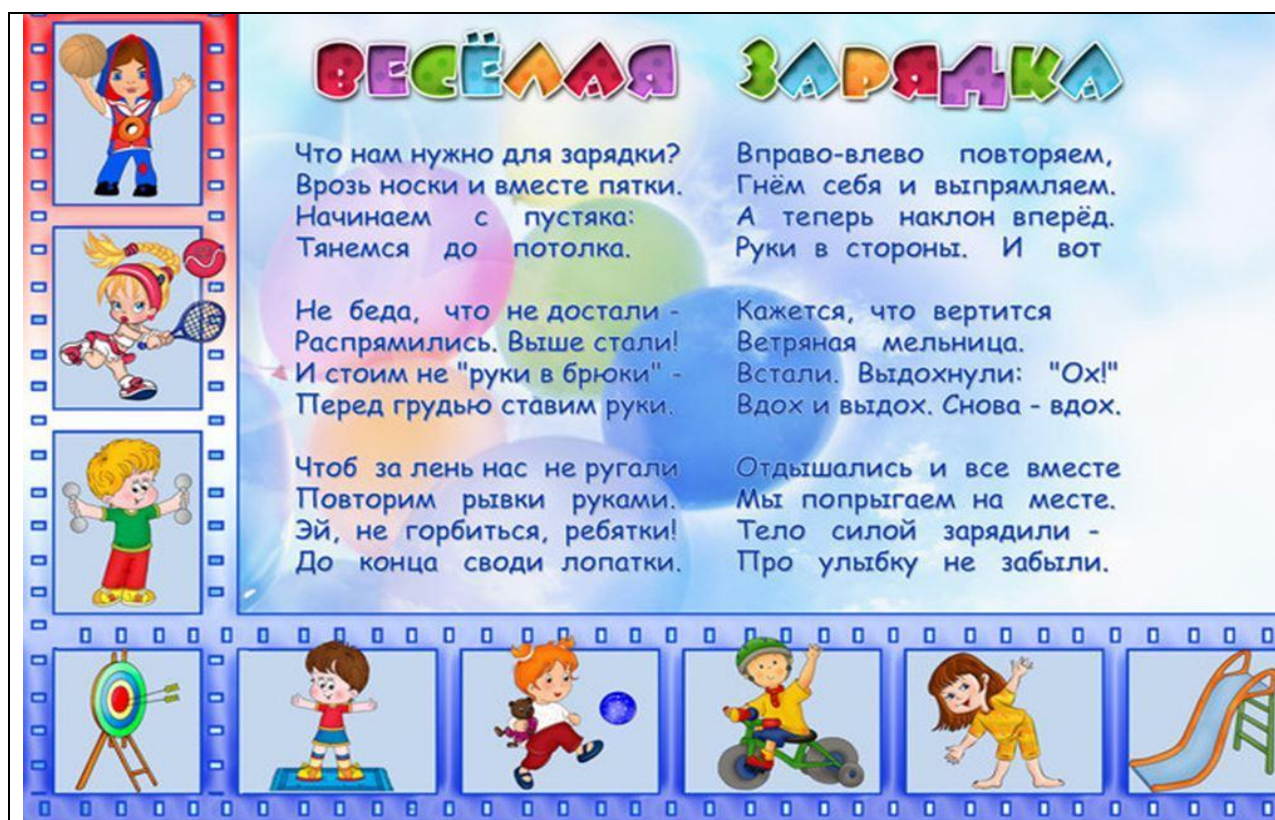 ВЕСЁЛАЯ ЗАРЯДКА
Что нам нужно для зарядки?
Врозь носки и вместе пятки.
Начинаем с пустяка:
Тянемся до потолка.
Не беда, что не достали -
Распрямились. Выше стали!
И стоим не "руки в брюки" -
Перед грудью ставим руки.
Чтоб за лень нас не ругали
Повторим рывки руками.
Эй, не горбиться, ребятки!
До конца своди лопатки.
Вправо-влево повторяем,
Гнём себя и выпрямляем.
А теперь наклон вперёд.
Руки в стороны. И вот
Кажется, что вертится
Ветряная мельница.
Встали. Выдохнули: "Ох!"
Вдох и выдох. Снова - вдох.
Отдышались и все вместе
Мы попрыгаем на месте.
Тело силой зарядили -
Про улыбку не забыли.